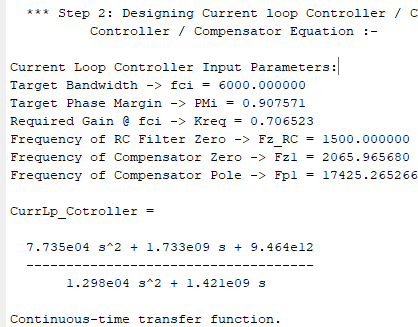 *** Step 2: Designing Current loop Controller / C
Controller / Compensator Equation :-
Current Loop Controller Input Parameters:
Target Bandwidth -> fci = 6000.000000
Target Phase Margin -> PMi = 0.907571
Required Gain @ fci -> Kreq = 0.706523
Frequency of RC Filter Zero -> Fz_RC = 1500.000000
Frequency of Compensator Zero -> Fz1 = 2065.965680
Frequency of Compensator Pole -> Fp1 = 17425.265266
CurrLp_Cotroller =
7.735e04 s^2 + 1.733e09 s + 9.464e12
------------------------------------
1.298e04 s^2 + 1.421e09 s
Continuous-time transfer function.